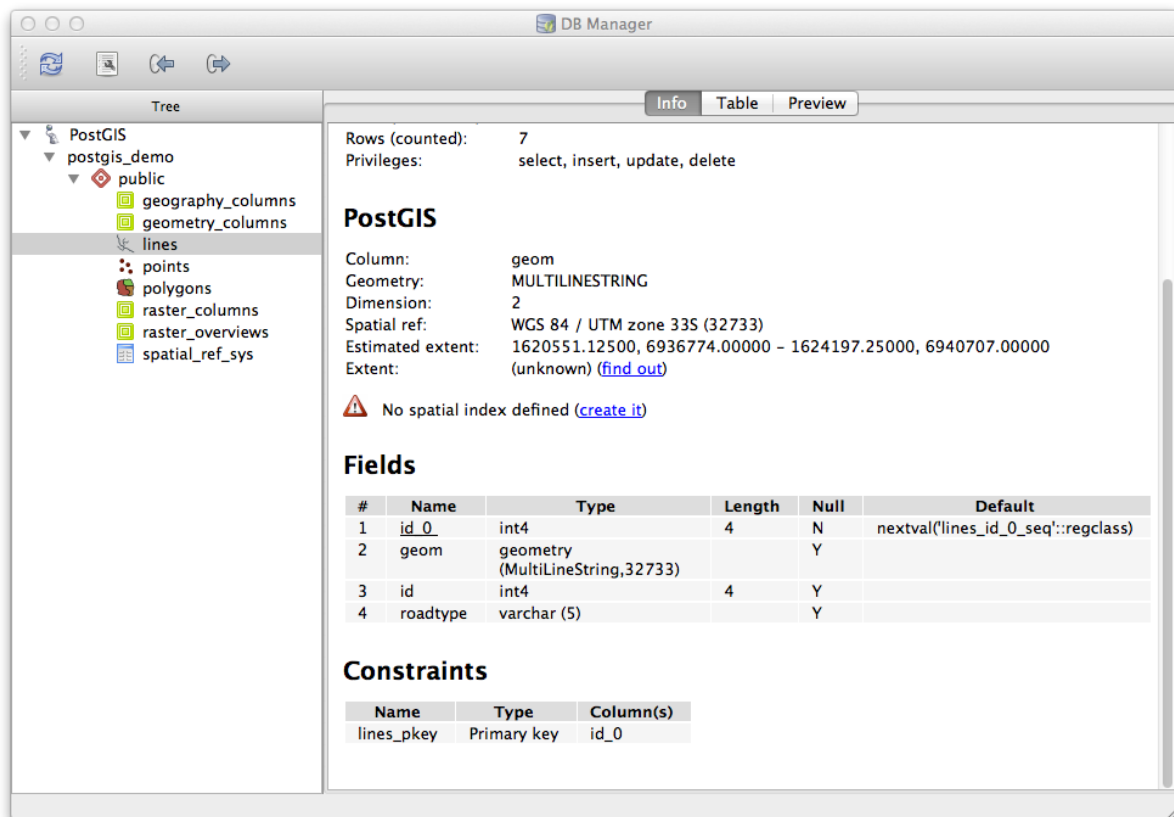 DB Manager
Tree
Info Table Preview
PostGIS
postgis_demo
public
geography_columns
geometry_columns
lines
points
polygons
raster_columns
raster_overviews
spatial_ref_sys
Rows (counted): 7
Privileges: select, insert, update, delete
PostGIS
Column: geom
Geometry: MULTILINESTRING
Dimension: 2
Spatial ref: WGS 84 / UTM zone 33S (32733)
Estimated extent: 1620551.12500, 6936774.00000 - 1624197.25000, 6940707.00000
Extent: (unknown) (find out)
No spatial index defined (create it)
Fields
# Name Type Length Null Default
1 id_0 int4 4 N nextval('lines_id_0_seq'::regclass)
2 geom geometry Y
(MultiLineString,32733)
3 id int4 4 Y
4 roadtype varchar (5) Y
Constraints
Name Type Column(s)
lines_pkey Primary key id_0